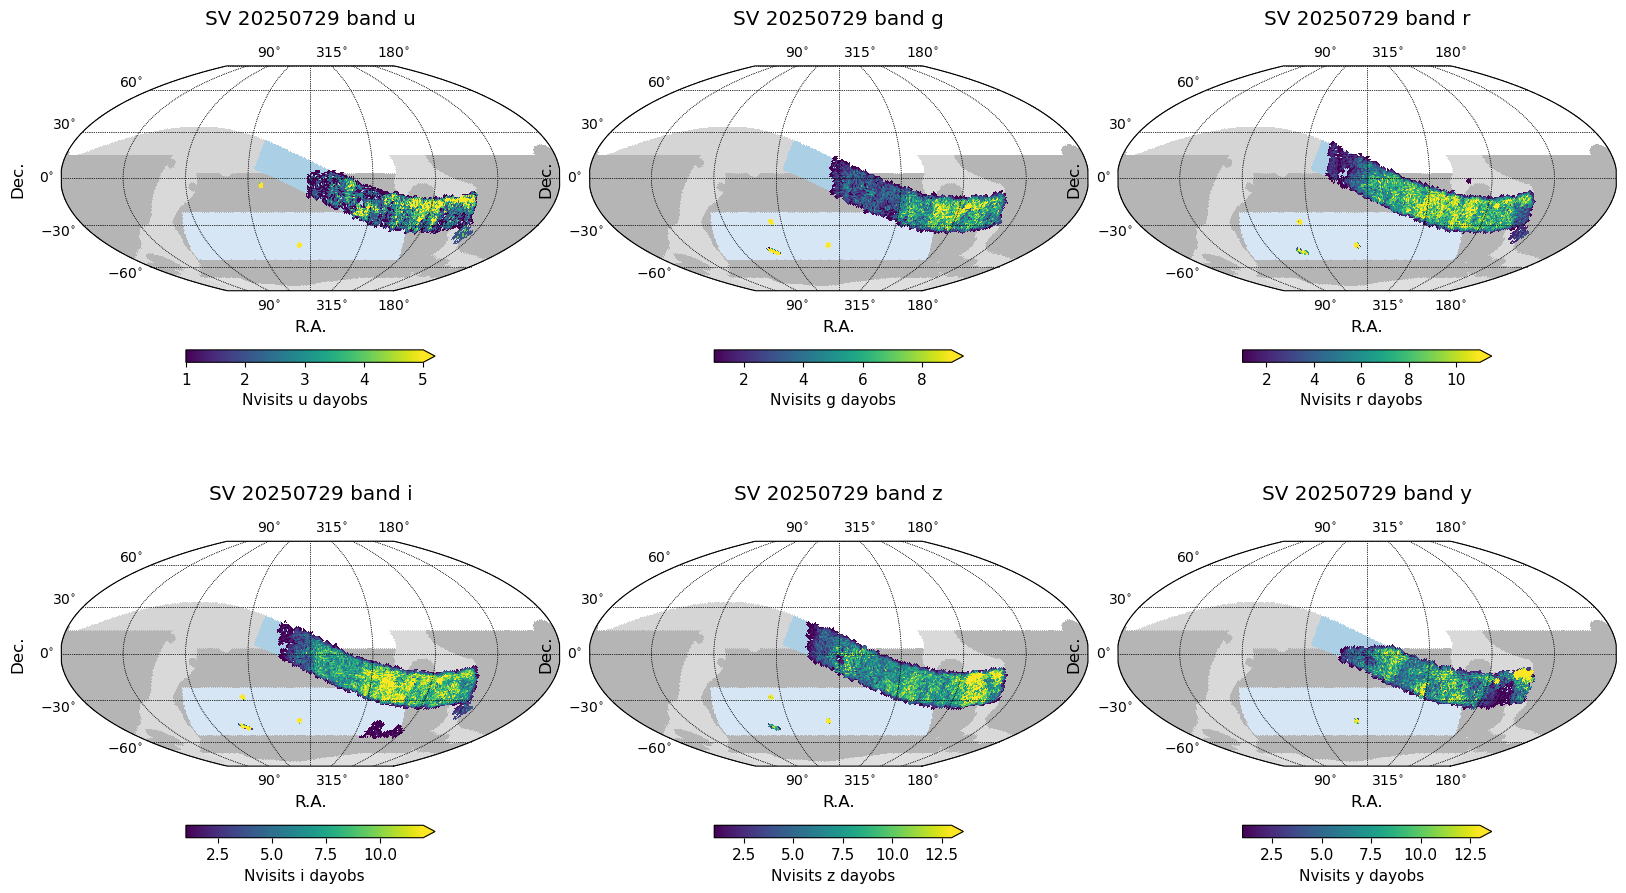 SV 20250729 band u
SV 20250729 band g
SV 20250729 band r
90° 315° 180°
90° 315° 180°
90° 315° 180°
60°
60°
60°
30°
30°
30°
0°
0°
0°
−30°
−30°
−30°
−60°
−60°
−60°
Dec.
Dec.
Dec.
90° 315° 180°
90° 315° 180°
90° 315° 180°
R.A.
R.A.
R.A.
1 2 3 4 5
2 4 6 8
2 4 6 8 10
Nvisits u dayobs
Nvisits g dayobs
Nvisits r dayobs
SV 20250729 band i
SV 20250729 band z
SV 20250729 band y
90° 315° 180°
90° 315° 180°
90° 315° 180°
60°
60°
60°
30°
30°
30°
0°
0°
0°
−30°
−30°
−30°
−60°
−60°
−60°
Dec.
Dec.
Dec.
90° 315° 180°
90° 315° 180°
90° 315° 180°
R.A.
R.A.
R.A.
2.5 5.0 7.5 10.0
2.5 5.0 7.5 10.0 12.5
2.5 5.0 7.5 10.0 12.5
Nvisits i dayobs
Nvisits z dayobs
Nvisits y dayobs